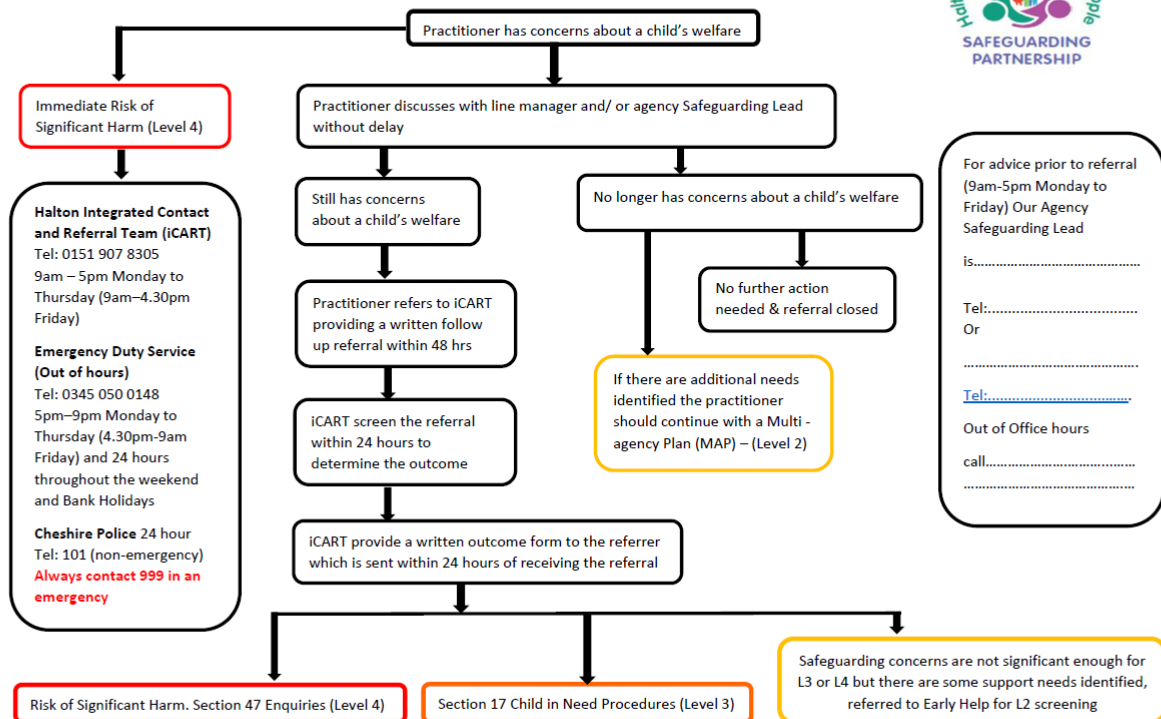 Halt
ople
SAFEGUARDING
PARTNERSHIP
Practitioner has concerns about a child's welfare
Immediate Risk of
Significant Harm (Level 4)
Practitioner discusses with line manager and/ or agency Safeguarding Lead
without delay
Halton Integrated Contact
and Referral Team (iCART)
Tel: 0151 907 8305
9am – 5pm Monday to
Thursday (9am–4.30pm
Friday)
Emergency Duty Service
(Out of hours)
Tel: 0345 050 0148
5pm–9pm Monday to
Thursday (4.30pm-9am
Friday) and 24 hours
throughout the weekend
and Bank Holidays
Cheshire Police 24 hour
Tel: 101 (non-emergency)
Always contact 999 in an
emergency
Still has concerns
about a child's welfare
No longer has concerns about a child's welfare
Practitioner refers to iCART
providing a written follow
up referral within 48 hrs
No further action
needed & referral closed
iCART screen the referral
within 24 hours to
determine the outcome
If there are additional needs
identified the practitioner
should continue with a Multi -
agency Plan (MAP) – (Level 2)
For advice prior to referral
(9am-5pm Monday to
Friday) Our Agency
Safeguarding Lead
is……………………………………
Tel:...................................
Or
………………………………………
Tel:……………………………….
Out of Office hours
call………………………………
………………………………………
iCART provide a written outcome form to the referrer
which is sent within 24 hours of receiving the referral
Risk of Significant Harm. Section 47 Enquiries (Level 4)
Section 17 Child in Need Procedures (Level 3)
Safeguarding concerns are not significant enough for
L3 or L4 but there are some support needs identified,
referred to Early Help for L2 screening